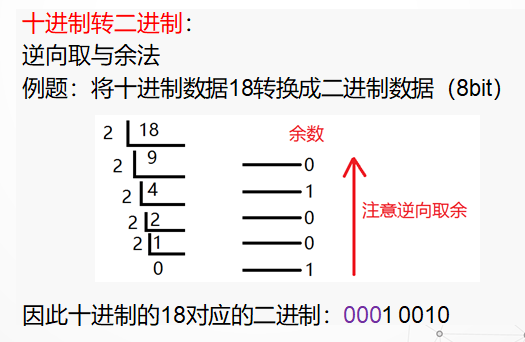 十进制转二进制：
逆向取与余法
例题：将十进制数据18转换成二进制数据（8bit）
2 18 余数
2 9 0
2 4 1
2 2 0
注意逆向取余
2 1 0
0 1
因此十进制的18对应的二进制：0001 0010